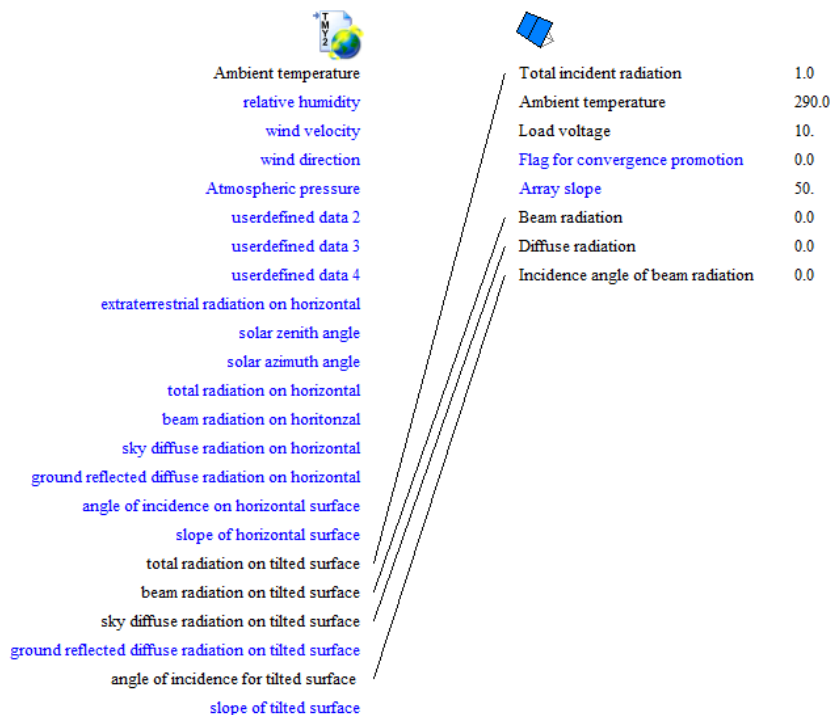 TMY2
Ambient temperature
relative humidity
wind velocity
wind direction
Atmospheric pressure
userdefined data 2
userdefined data 3
userdefined data 4
extraterrestrial radiation on horizontal
solar zenith angle
solar azimuth angle
total radiation on horizontal
beam radiation on horitonzal
sky diffuse radiation on horizontal
ground reflected diffuse radiation on horizontal
angle of incidence on horizontal surface
slope of horizontal surface
total radiation on tilted surface
beam radiation on tilted surface
sky diffuse radiation on tilted surface
ground reflected diffuse radiation on tilted surface
angle of incidence for tilted surface
slope of tilted surface
Total incident radiation 1.0
Ambient temperature 290.0
Load voltage 10.
Flag for convergence promotion 0.0
Array slope 50.
Beam radiation 0.0
Diffuse radiation 0.0
Incidence angle of beam radiation 0.0